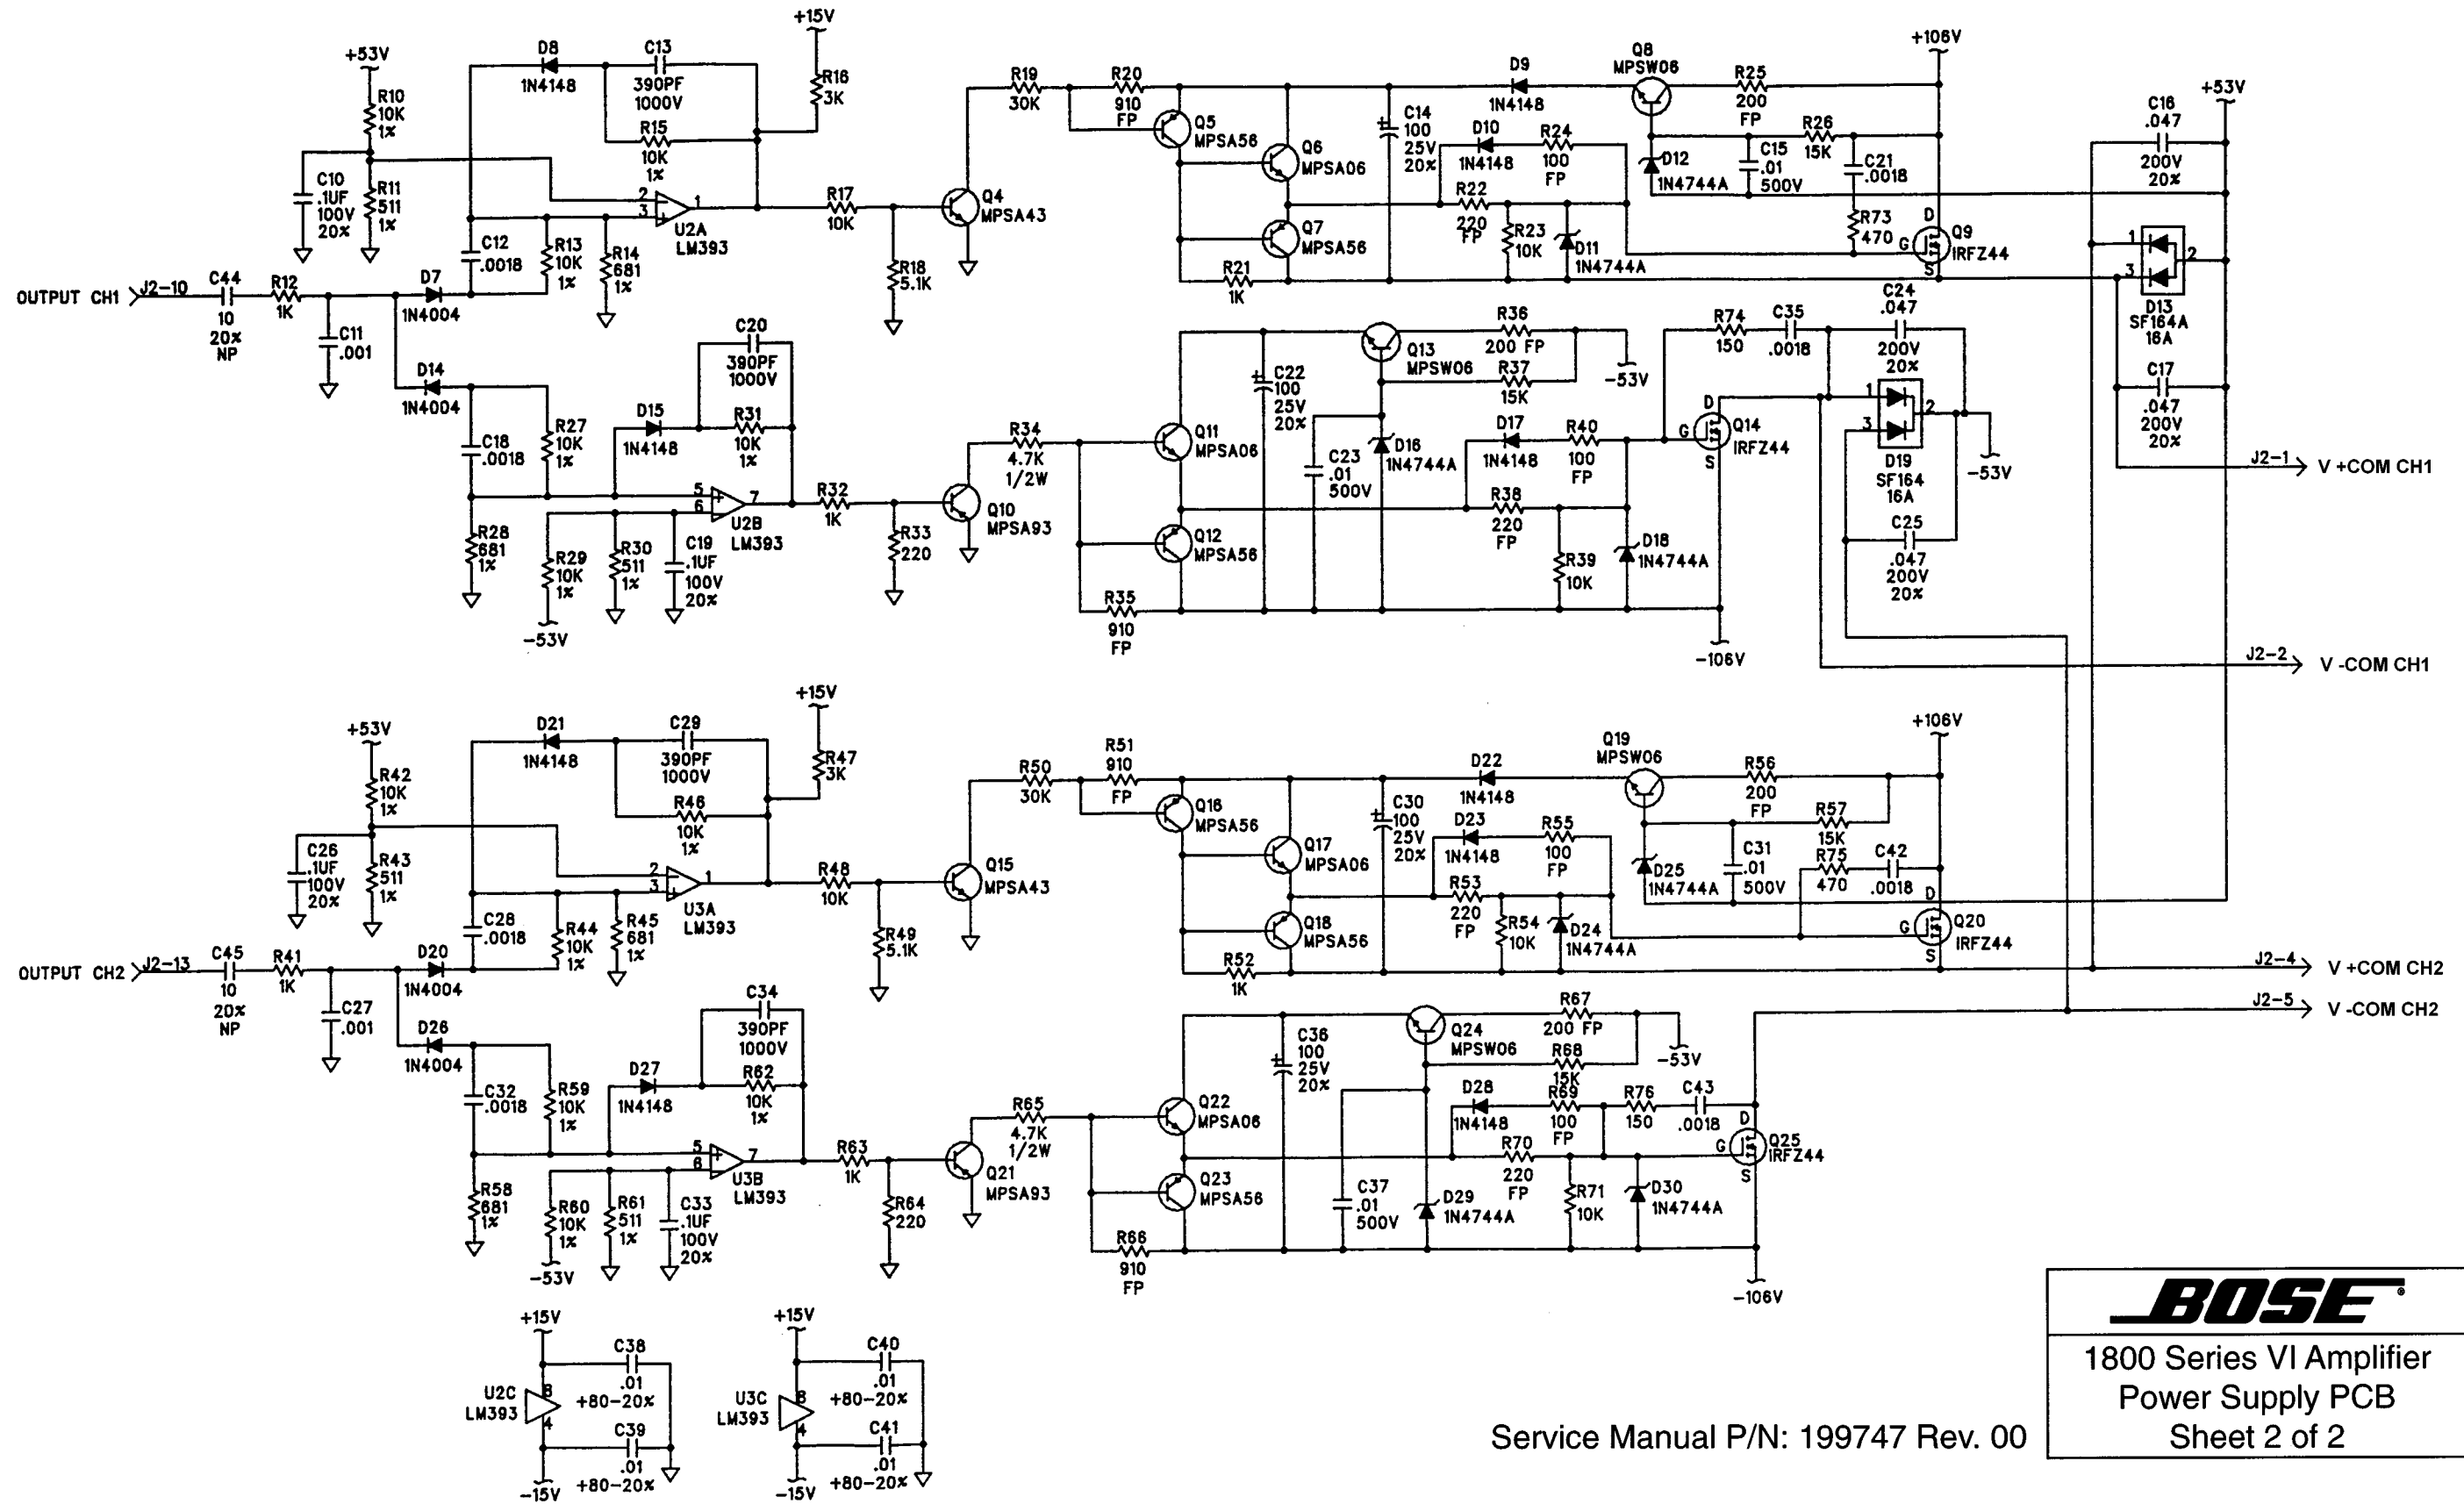 +15V
+53V
D8
1N4148
C13
390PF
1000V
R16
3K
R10
10K
1%
R15
10K
1%
C10
.1UF
100V
20%
R11
511
1%
2
3
1
U2A
LM393
C12
.0018
R13
10K
1%
R14
681
1%
R17
10K
R18
5.1K
Q4
MPSA43
OUTPUT CH1
J2-10
C44
10
20%
NP
R12
1K
C11
.001
D7
1N4004
D14
1N4004
R19
30K
R20
910
FP
Q5
MPSA56
Q6
MPSA06
Q7
MPSA56
R21
1K
C14
100
25V
20%
+
D9
1N4148
D10
1N4148
R24
100
FP
R22
220
FP
R23
10K
D11
1N4744A
Q8
MPSW06
R25
200
FP
D12
1N4744A
C15
.01
500V
R26
15K
C21
.0018
R73
470
+106V
D
G
S
Q9
IRFZ44
C16
.047
200V
20%
+53V
1
2
3
D13
SF164A
16A
C17
.047
200V
20%
J2-1
V +COM CH1
C18
.0018
R27
10K
1%
R28
681
1%
D15
1N4148
C20
390PF
1000V
R31
10K
1%
5
6
7
U2B
LM393
R29
10K
1%
-53V
R30
511
1%
C19
.1UF
100V
20%
R32
1K
R33
220
Q10
MPSA93
R34
4.7K
1/2W
R35
910
FP
Q11
MPSA06
Q12
MPSA56
C22
100
25V
20%
+
Q13
MPSW06
R36
200 FP
R37
15K
-53V
C23
.01
500V
D16
1N4744A
D17
1N4148
R40
100
FP
R38
220
FP
R39
10K
D18
1N4744A
R74
150
C35
.0018
D
G
S
Q14
IRFZ44
-106V
C24
.047
200V
20%
1
2
3
D19
SF164
16A
-53V
C25
.047
200V
20%
J2-2
V -COM CH1
+15V
+53V
D21
1N4148
C29
390PF
1000V
R47
3K
R42
10K
1%
R46
10K
1%
C26
.1UF
100V
20%
R43
511
1%
2
3
1
U3A
LM393
C28
.0018
R44
10K
1%
R45
681
1%
R48
10K
R49
5.1K
Q15
MPSA43
OUTPUT CH2
J2-13
C45
10
20%
NP
R41
1K
C27
.001
D20
1N4004
D26
1N4004
R50
30K
R51
910
FP
Q16
MPSA56
Q17
MPSA06
Q18
MPSA56
R52
1K
C30
100
25V
20%
+
D22
1N4148
D23
1N4148
R55
100
FP
R53
220
FP
R54
10K
D24
1N4744A
Q19
MPSW06
R56
200
FP
R57
15K
D25
1N4744A
C31
.01
500V
R75
470
C42
.0018
+106V
D
G
S
Q20
IRFZ44
J2-4
V +COM CH2
J2-5
V -COM CH2
C32
.0018
R59
10K
1%
R58
681
1%
D27
1N4148
C34
390PF
1000V
R62
10K
1%
5
6
7
U3B
LM393
R60
10K
1%
-53V
R61
511
1%
C33
.1UF
100V
20%
R63
1K
R64
220
Q21
MPSA93
R65
4.7K
1/2W
R66
910
FP
Q22
MPSA06
Q23
MPSA56
C36
100
25V
20%
+
Q24
MPSW06
R67
200 FP
R68
15K
-53V
C37
.01
500V
D29
1N4744A
D28
1N4148
R69
100
FP
R70
220
FP
R71
10K
R76
150
C43
.0018
D30
1N4744A
D
G
S
Q25
IRFZ44
-106V
+15V
C38
.01
+80-20%
U2C
LM393
8
4
C39
.01
+80-20%
-15V
+15V
C40
.01
+80-20%
U3C
LM393
8
4
C41
.01
+80-20%
-15V
Service Manual P/N: 199747 Rev. 00
BOSE®
1800 Series VI Amplifier
Power Supply PCB
Sheet 2 of 2